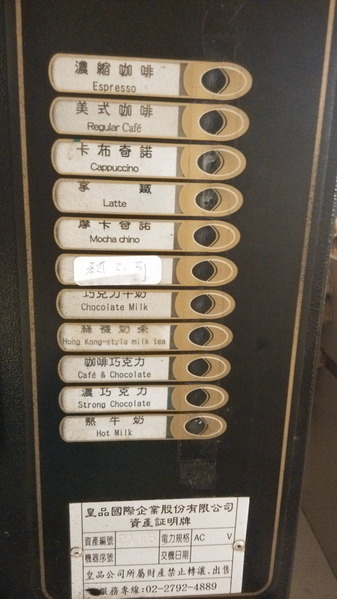 濃縮咖啡
Espresso
美式咖啡
Regular Café
卡布奇諾
Cappuccino
拿鐵
Latte
摩卡奇諾
Mocha chino
巧克力牛奶
Chocolate Milk
絲襪奶茶
Hong Kong-style milk tea
咖啡巧克力
Café & Chocolate
濃巧克力
Strong Chocolate
熱牛奶
Hot Milk
皇品國際企業股份有限公司
資產証明牌
資產編號 電力規格 AC V
機器序號 交機日期
皇品公司所屬財產禁止轉讓、出售
服務專線:02-2792-4889